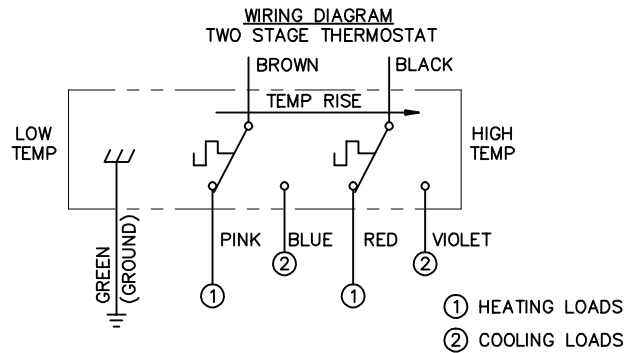 WIRING DIAGRAM
TWO STAGE THERMOSTAT
BROWN
BLACK
TEMP RISE
LOW
TEMP
HIGH
TEMP
PINK
BLUE
RED
VIOLET
GREEN
(GROUND)
1
2
1
2
1 HEATING LOADS
2 COOLING LOADS